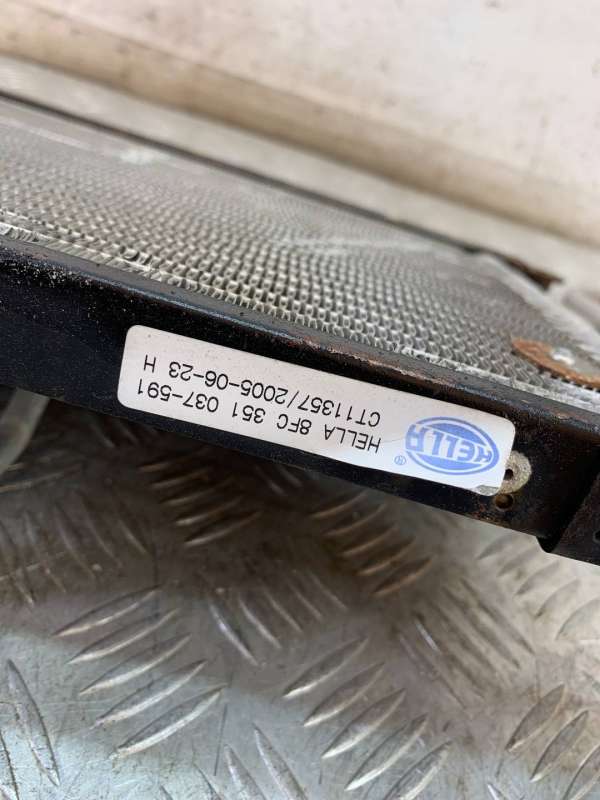 HELLA
®
HELLA 8FC 351 037-591
CT11357/2005-06-23 H